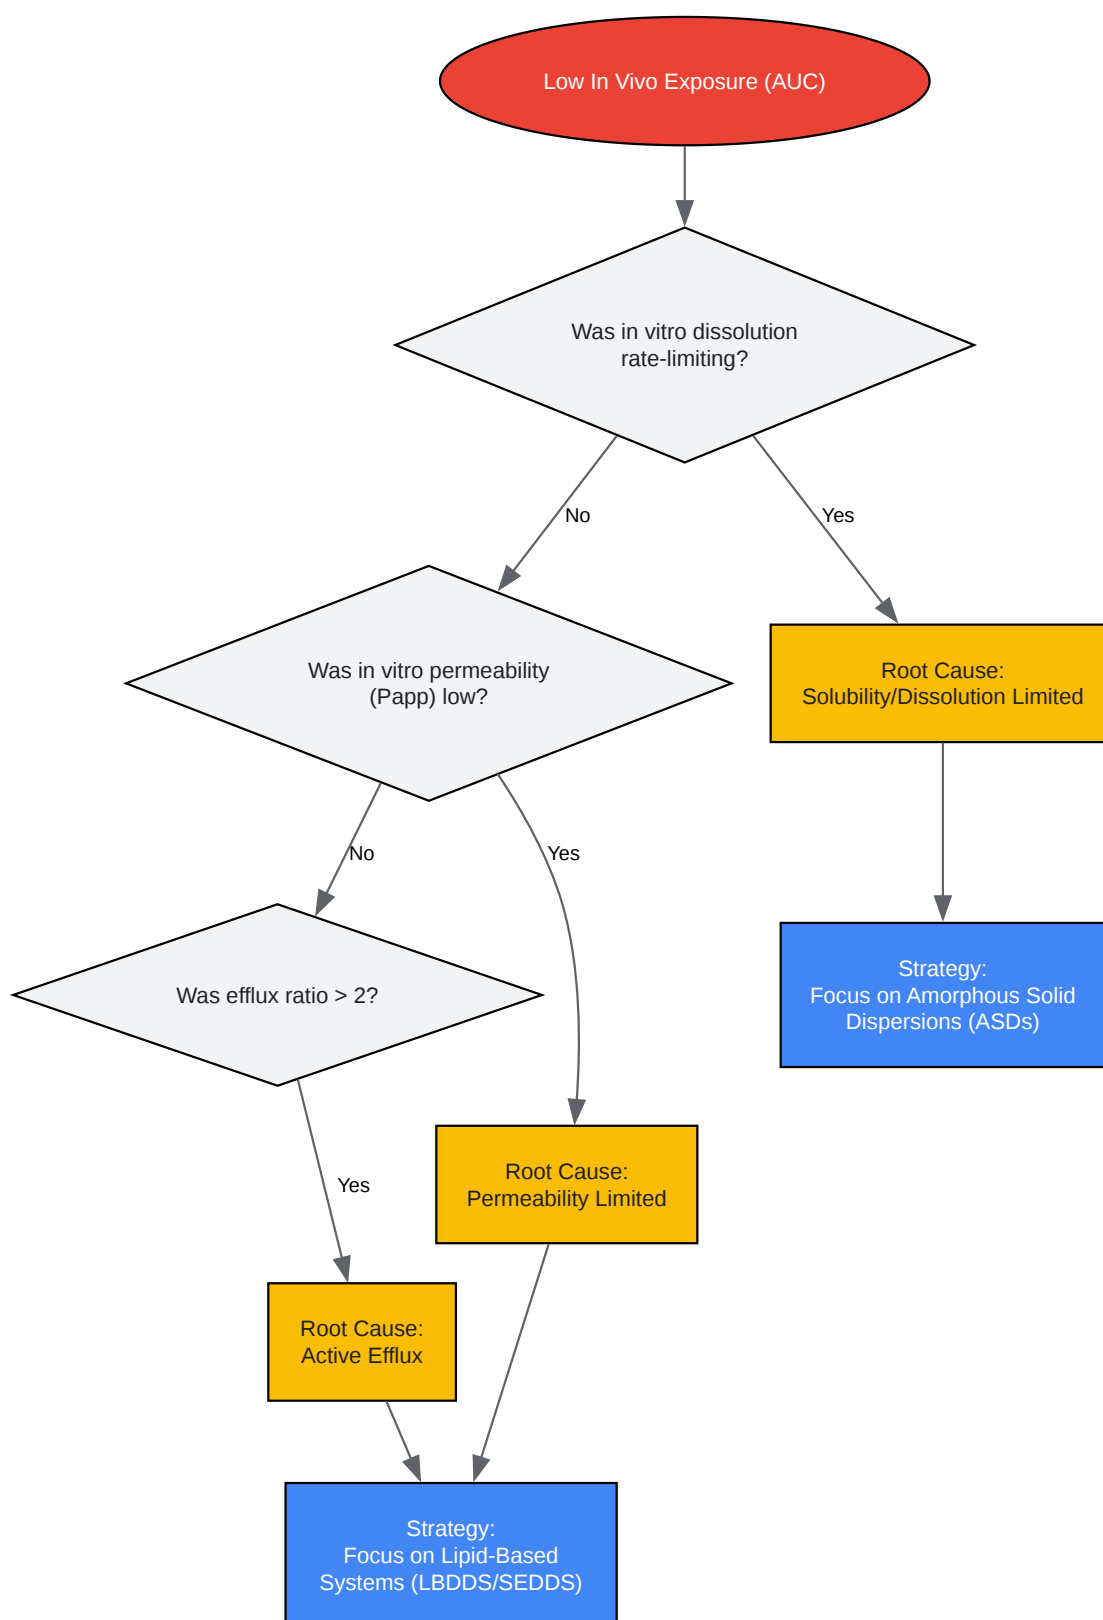 Low In Vivo Exposure (AUC)
Was in vitro dissolution
rate-limiting?
No
Yes
Was in vitro permeability
(Papp) low?
Root Cause:
Solubility/Dissolution Limited
No
Yes
Was efflux ratio > 2?
Strategy:
Focus on Amorphous Solid
Dispersions (ASDs)
Yes
Root Cause:
Permeability Limited
Root Cause:
Active Efflux
Strategy:
Focus on Lipid-Based
Systems (LBDDS/SEDDS)